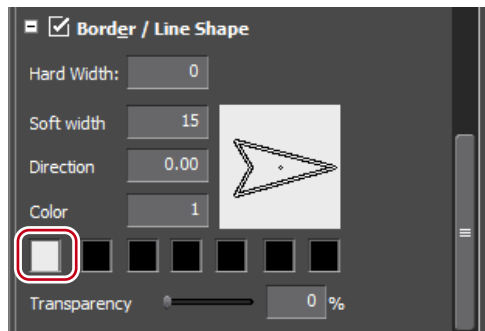 Border / Line Shape
Hard Width: 0
Soft width 15
Direction 0.00
Color 1
Transparency 0 %